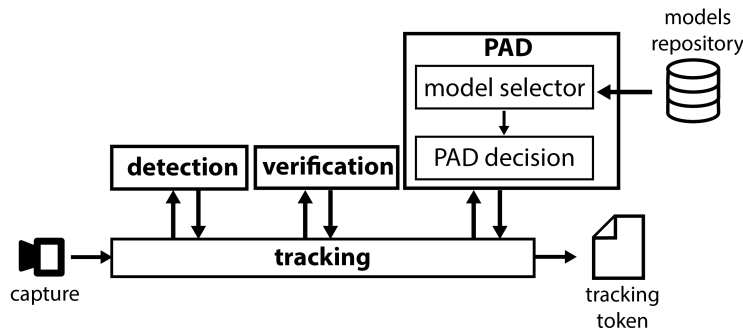 models
repository
PAD
model selector
PAD decision
detection
verification
tracking
capture
tracking
token